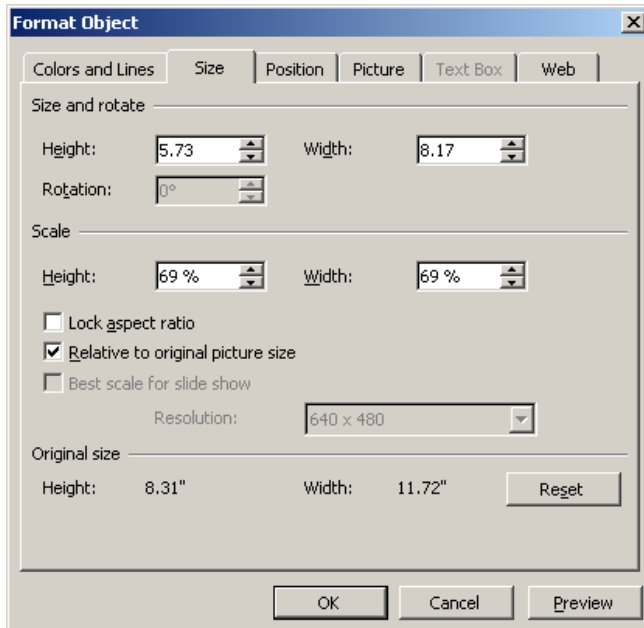 Format Object
Colors and Lines Size Position Picture Text Box Web
Size and rotate
Height: 5.73 Width: 8.17
Rotation: 0°
Scale
Height: 69 % Width: 69 %
Lock aspect ratio
Relative to original picture size
Best scale for slide show
Resolution: 640 x 480
Original size
Height: 8.31" Width: 11.72" Reset
OK Cancel Preview